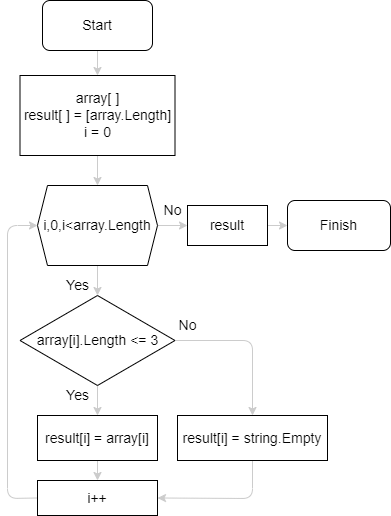 Start
array[ ]
result[ ] = [array.Length]
i = 0
i,0,i<array.Length
No
result
Finish
Yes
array[i].Length <= 3
No
Yes
result[i] = array[i]
result[i] = string.Empty
i++